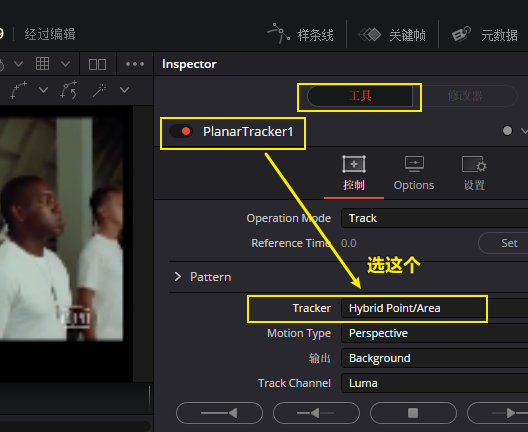 9 经过编辑 样条线 关键帧 元数据
Inspector
工具 修改器
PlanarTracker1
控制 Options 设置
Operation Mode Track
Reference Time 0.0 Set
选这个
Pattern
Tracker Hybrid Point/Area
Motion Type Perspective
输出 Background
Track Channel Luma